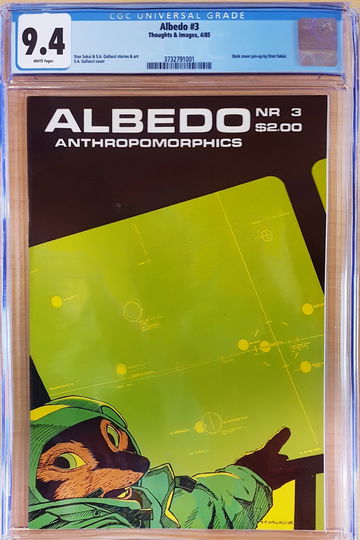 CGC UNIVERSAL GRADE
9.4
WHITE Pages
Albedo #3
Thoughts & Images, 4/85
Stan Sakai & S.A. Gallacci stories & art
S.A. Gallacci cover
Back cover pin-up by Stan Sakai.
3732791001
ALBEDO NR 3
$2.00
ANTHROPOMORPHICS